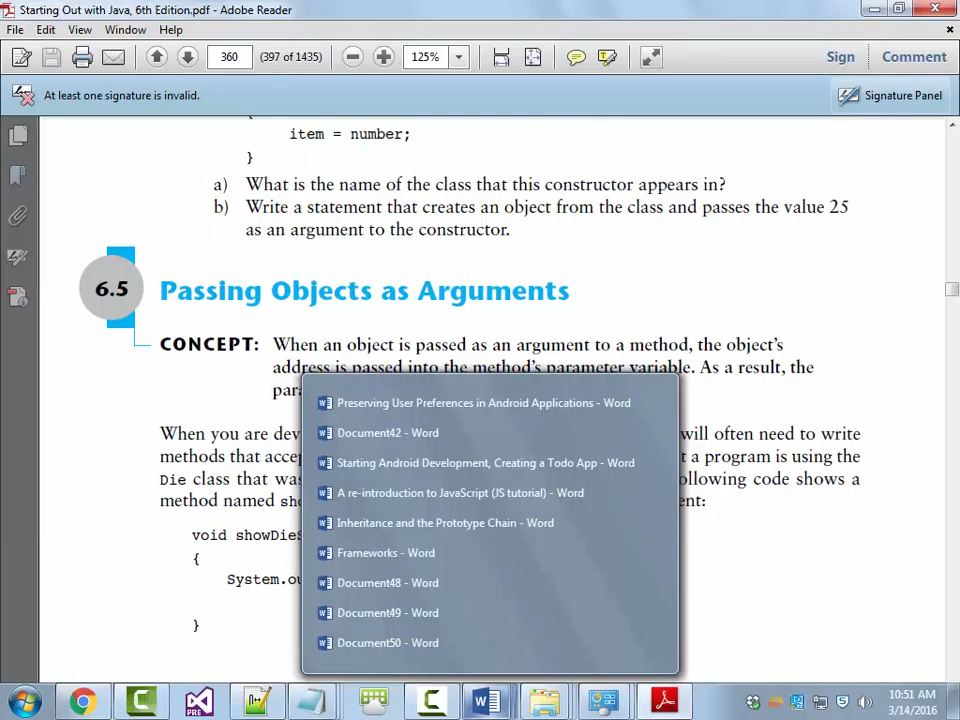 Starting Out with Java, 6th Edition.pdf - Adobe Reader
File Edit View Window Help
360 (397 of 1435) 125% Sign Comment
At least one signature is invalid. Signature Panel
{
item = number;
}
a) What is the name of the class that this constructor appears in?
b) Write a statement that creates an object from the class and passes the value 25
as an argument to the constructor.
6.5 Passing Objects as Arguments
CONCEPT: When an object is passed as an argument to a method, the object's
address is passed into the method's parameter variable. As a result, the
para
When you are dev will often need to write
methods that accep t a program is using the
Die class that was ollowing code shows a
method named sho ent:
void showDieS
{
System.ou
}
Preserving User Preferences in Android Applications - Word
Document42 - Word
Starting Android Development, Creating a Todo App - Word
A re-introduction to JavaScript (JS tutorial) - Word
Inheritance and the Prototype Chain - Word
Frameworks - Word
Document48 - Word
Document49 - Word
Document50 - Word
10:51 AM
3/14/2016